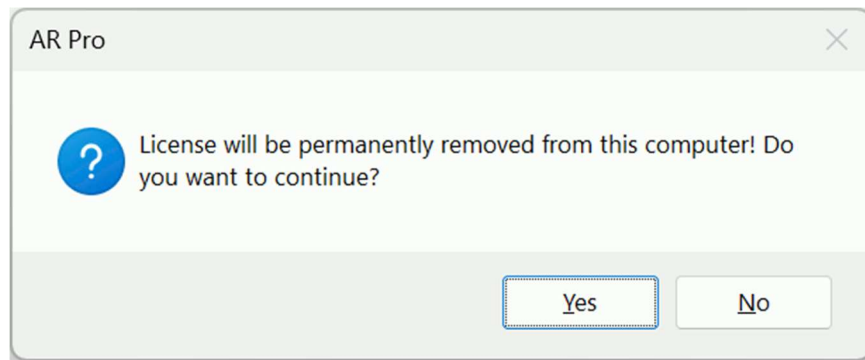 AR Pro
?
License will be permanently removed from this computer! Do
you want to continue?
Yes
No